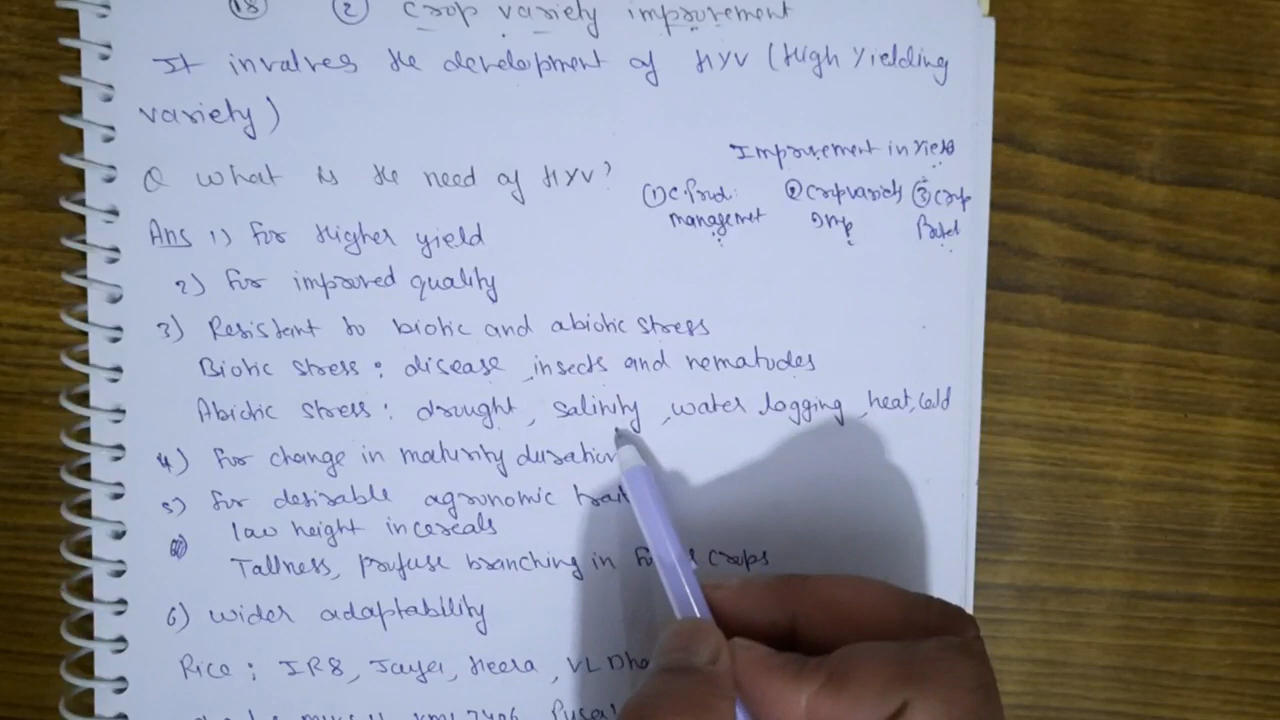 18 2 Crop variety improvement
It involves the development of HYV (High Yielding
variety)
Improvement in Yield
Q What is the need of HYV?
1 C Prod. 2 Crop variety 3 Crop
management Imp
Ans 1) For Higher yield
2) For improved quality
3) Resistant to biotic and abiotic stress
Biotic stress: disease, insects and nematodes
Abiotic stress: drought, salinity, water logging, heat, Cold
4) For change in maturity duration
5) For desirable agronomic trait
low height in cereals
Tallness, profuse branching in crops
6) wider adaptability
Rice: IR8, Jaya, Heera, VL Dha